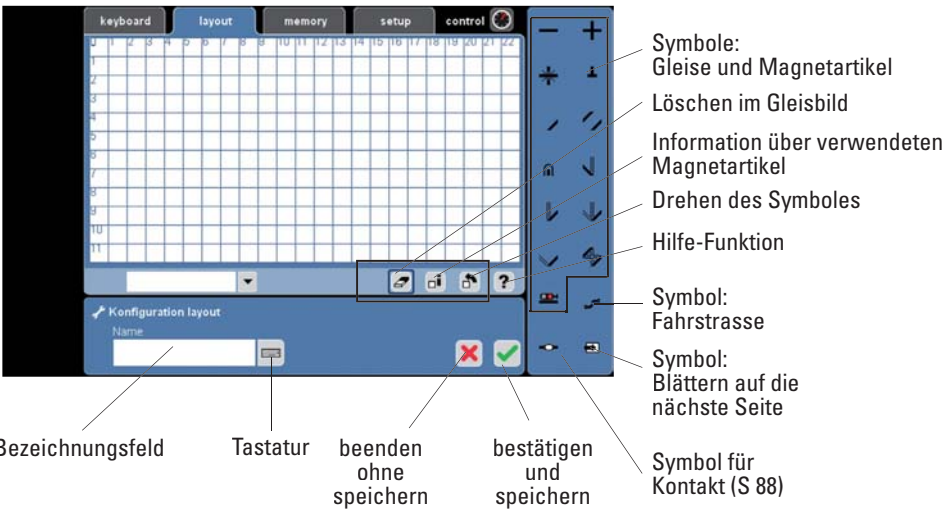 keyboard layout memory setup control
0 1 2 3 4 5 6 7 8 9 10 11 12 13 14 15 16 17 18 19 20 21 22
1
2
3
4
5
6
7
8
9
10
11
?
Konfiguration layout
Name
Symbole:
Gleise und Magnetartikel
Löschen im Gleisbild
Information über verwendeten
Magnetartikel
Drehen des Symboles
Hilfe-Funktion
Symbol:
Fahrstrasse
Symbol:
Blättern auf die
nächste Seite
Symbol für
Kontakt (S 88)
Bezeichnungsfeld
Tastatur
beenden
ohne
speichern
bestätigen
und
speichern